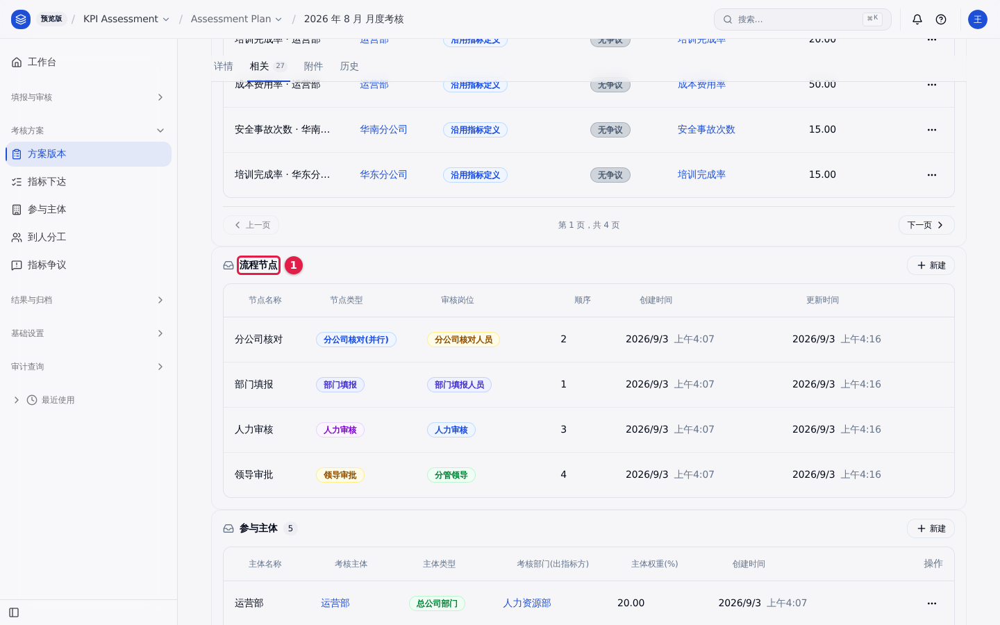 预览版 / KPI Assessment / Assessment Plan / 2026 年 8 月 月度考核
搜索... ⌘K
王
工作台
填报与审核
考核方案
方案版本
指标下达
参与主体
到人分工
指标争议
结果与归档
基础设置
审计查询
最近使用
培训完成率 · 运营部 运营部 沿用指标定义 无争议 培训完成率 20.00
详情 相关 27 附件 历史
成本费用率 · 运营部 运营部 沿用指标定义 无争议 成本费用率 50.00
安全事故次数 · 华南... 华南分公司 沿用指标定义 无争议 安全事故次数 15.00
培训完成率 · 华东分... 华东分公司 沿用指标定义 无争议 培训完成率 15.00
上一页 第 1 页，共 4 页 下一页
流程节点 1 新建
节点名称 节点类型 审核岗位 顺序 创建时间 更新时间
分公司核对 分公司核对(并行) 分公司核对人员 2 2026/9/3 上午4:07 2026/9/3 上午4:16
部门填报 部门填报 部门填报人员 1 2026/9/3 上午4:07 2026/9/3 上午4:16
人力审核 人力审核 人力审核 3 2026/9/3 上午4:07 2026/9/3 上午4:16
领导审批 领导审批 分管领导 4 2026/9/3 上午4:07 2026/9/3 上午4:16
参与主体 5 新建
主体名称 考核主体 主体类型 考核部门(出指标方) 主体权重(%) 创建时间 操作
运营部 运营部 总公司部门 人力资源部 20.00 2026/9/3 上午4:07